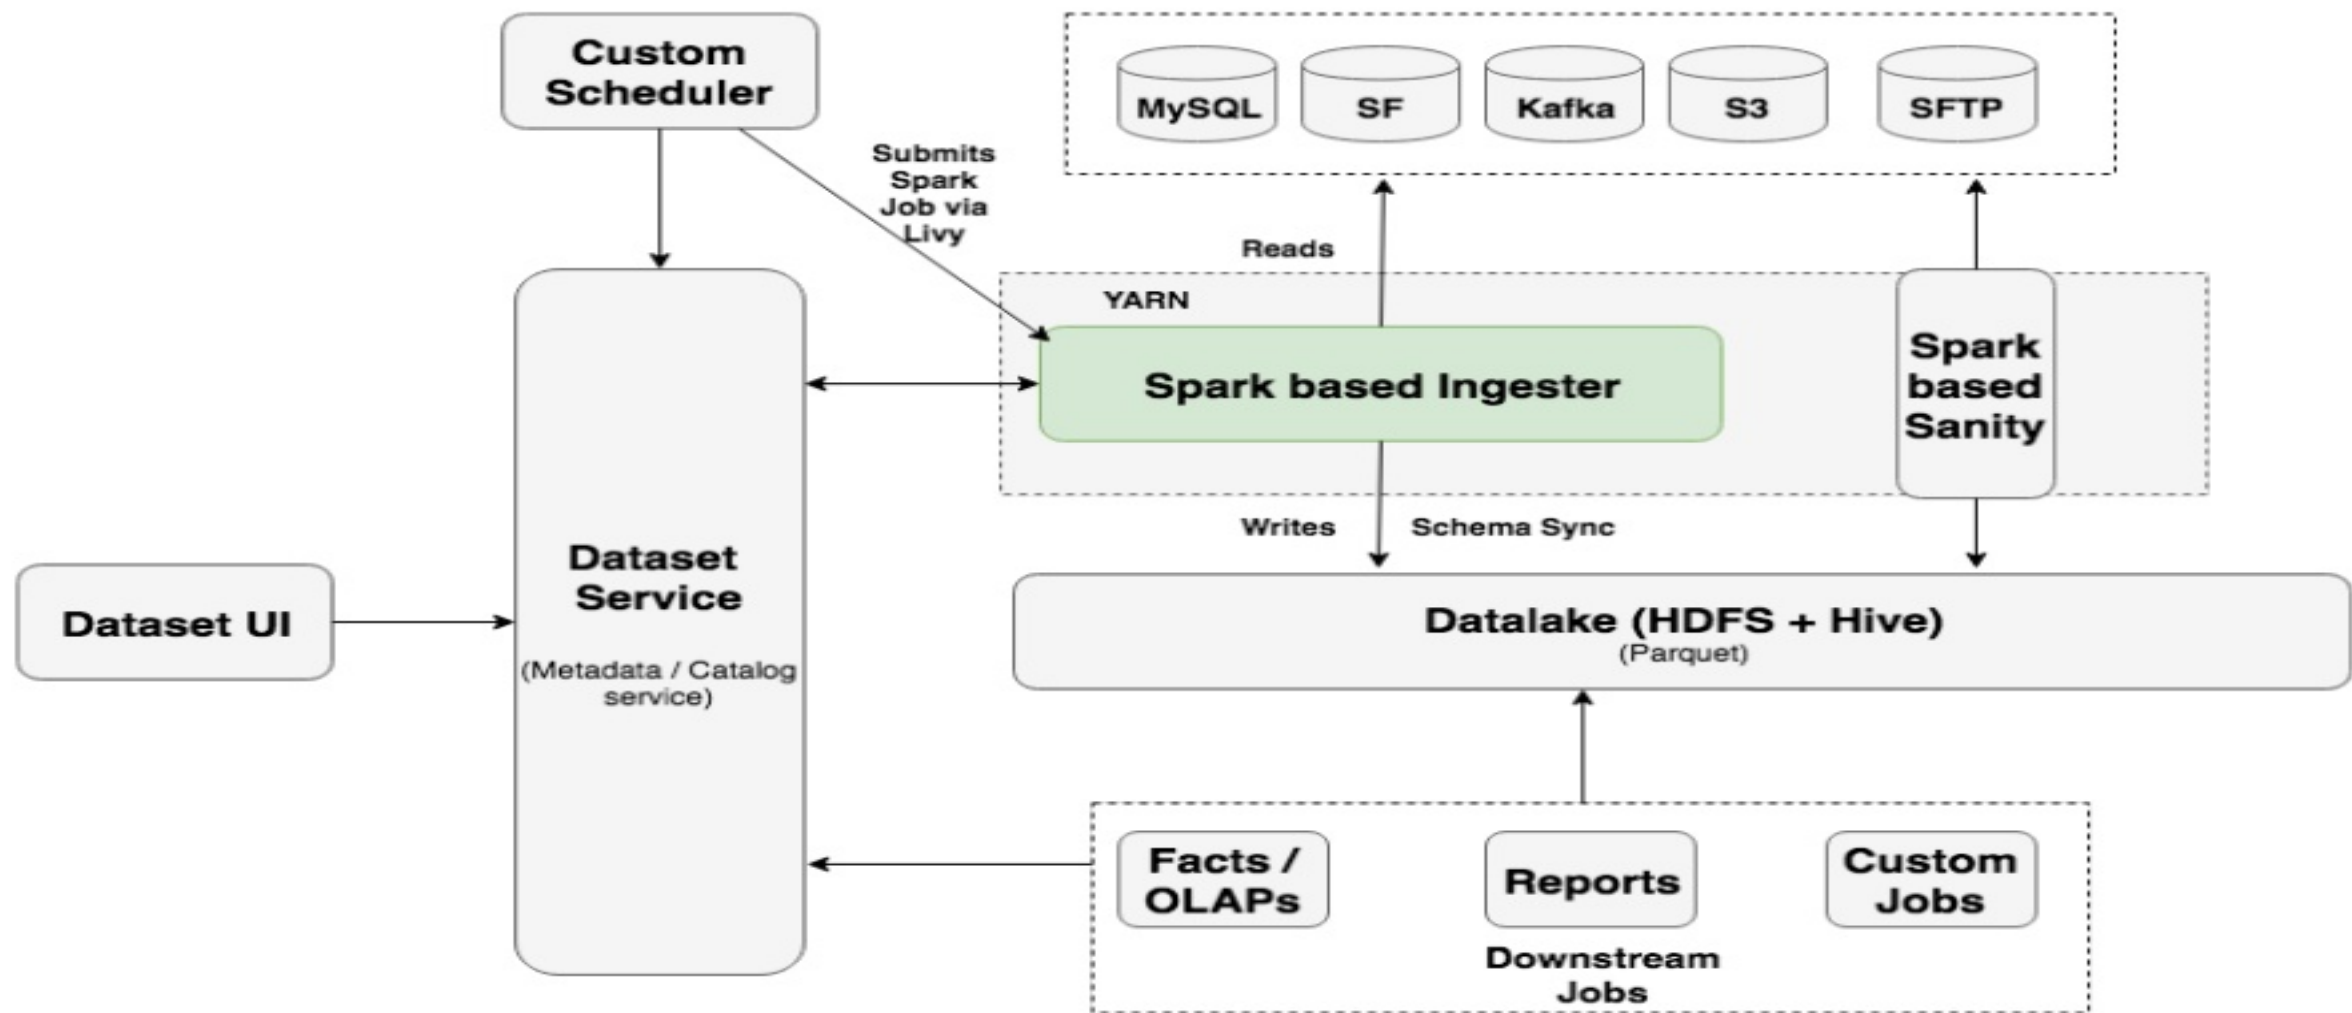 Custom
Scheduler
MySQL
SF
Kafka
S3
SFTP
Submits
Spark
Job via
Livy
Reads
YARN
Spark based Ingester
Spark
based
Sanity
Writes
Schema Sync
Dataset UI
Dataset
Service
(Metadata / Catalog
service)
Datalake (HDFS + Hive)
(Parquet)
Facts /
OLAPs
Reports
Custom
Jobs
Downstream
Jobs